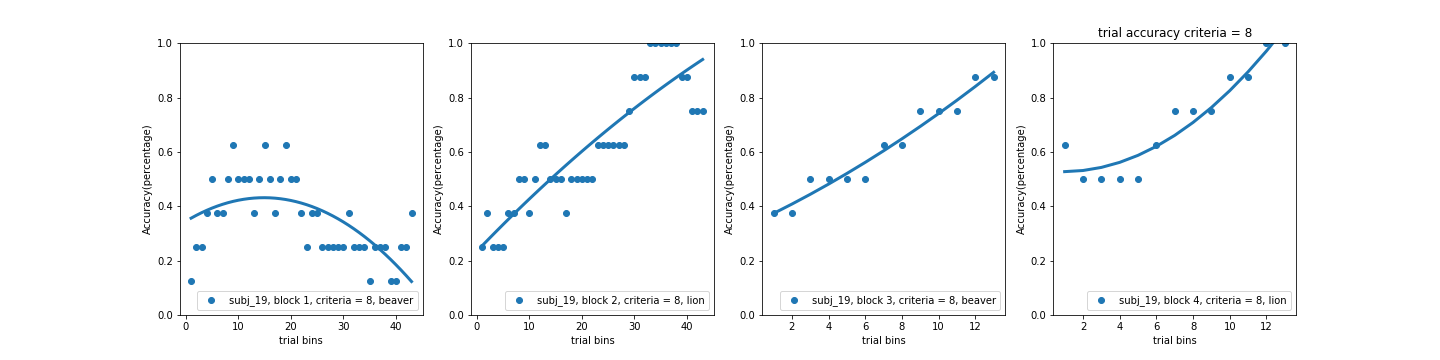 trial accuracy criteria = 8
1.0
0.8
0.6
0.4
0.2
0.0
Accuracy(percentage)
subj_19, block 1, criteria = 8, beaver
0 10 20 30 40
trial bins
1.0
0.8
0.6
0.4
0.2
0.0
Accuracy(percentage)
subj_19, block 2, criteria = 8, lion
0 10 20 30 40
trial bins
1.0
0.8
0.6
0.4
0.2
0.0
Accuracy(percentage)
subj_19, block 3, criteria = 8, beaver
2 4 6 8 10 12
trial bins
1.0
0.8
0.6
0.4
0.2
0.0
Accuracy(percentage)
subj_19, block 4, criteria = 8, lion
2 4 6 8 10 12
trial bins